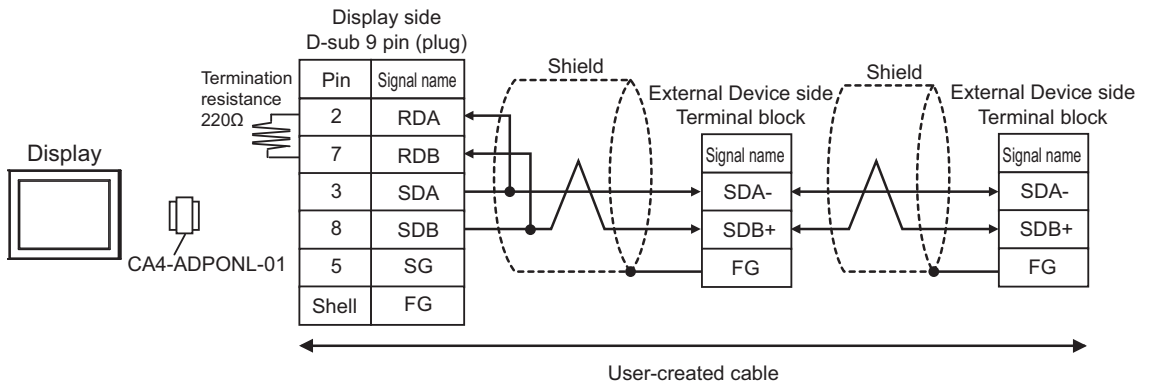 Display side
D-sub 9 pin (plug)
Termination
resistance
220Ω
Pin
Signal name
2
RDA
7
RDB
3
SDA
8
SDB
5
SG
Shell
FG
Display
CA4-ADPONL-01
Shield
External Device side
Terminal block
Signal name
SDA-
SDB+
FG
Shield
External Device side
Terminal block
Signal name
SDA-
SDB+
FG
User-created cable